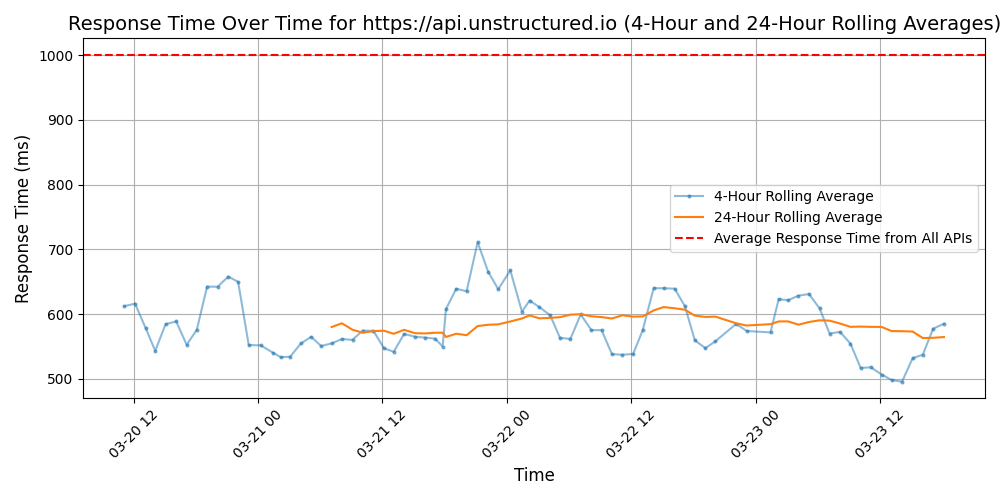 Response Time Over Time for https://api.unstructured.io (4-Hour and 24-Hour Rolling Averages)
Response Time (ms)
1000
900
800
700
600
500
4-Hour Rolling Average
24-Hour Rolling Average
Average Response Time from All APIs
03-20 12
03-21 00
03-21 12
03-22 00
03-22 12
03-23 00
03-23 12
Time